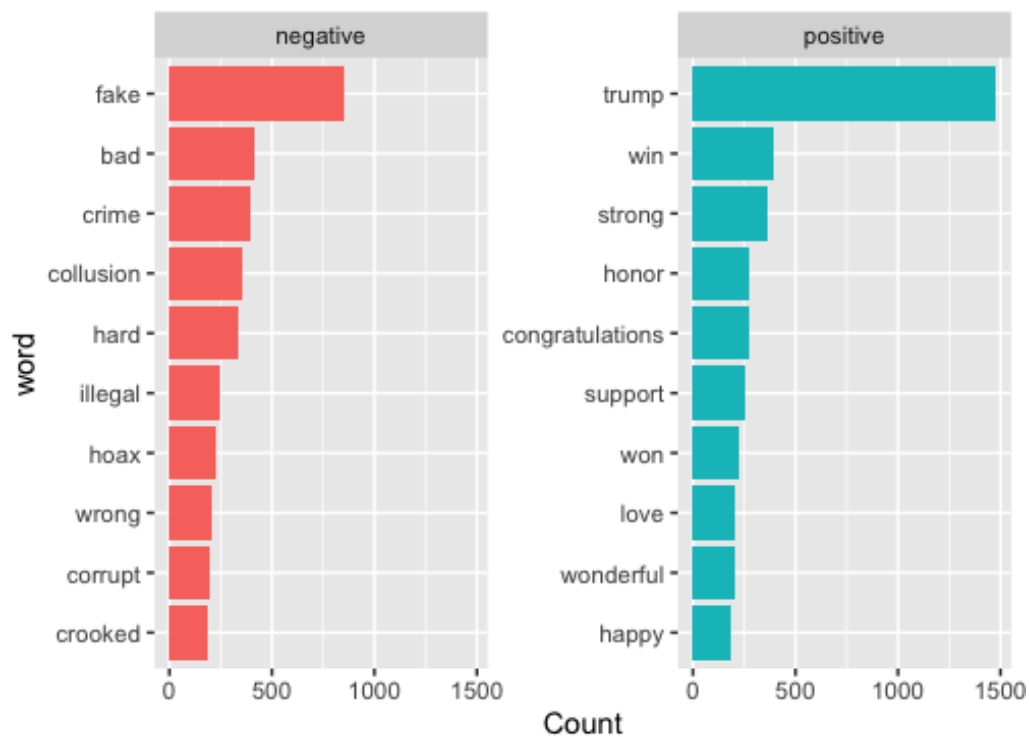 negative
fake
bad
crime
collusion
hard
illegal
hoax
wrong
corrupt
crooked
0 500 1000 1500
positive
trump
win
strong
honor
congratulations
support
won
love
wonderful
happy
0 500 1000 1500
word
Count